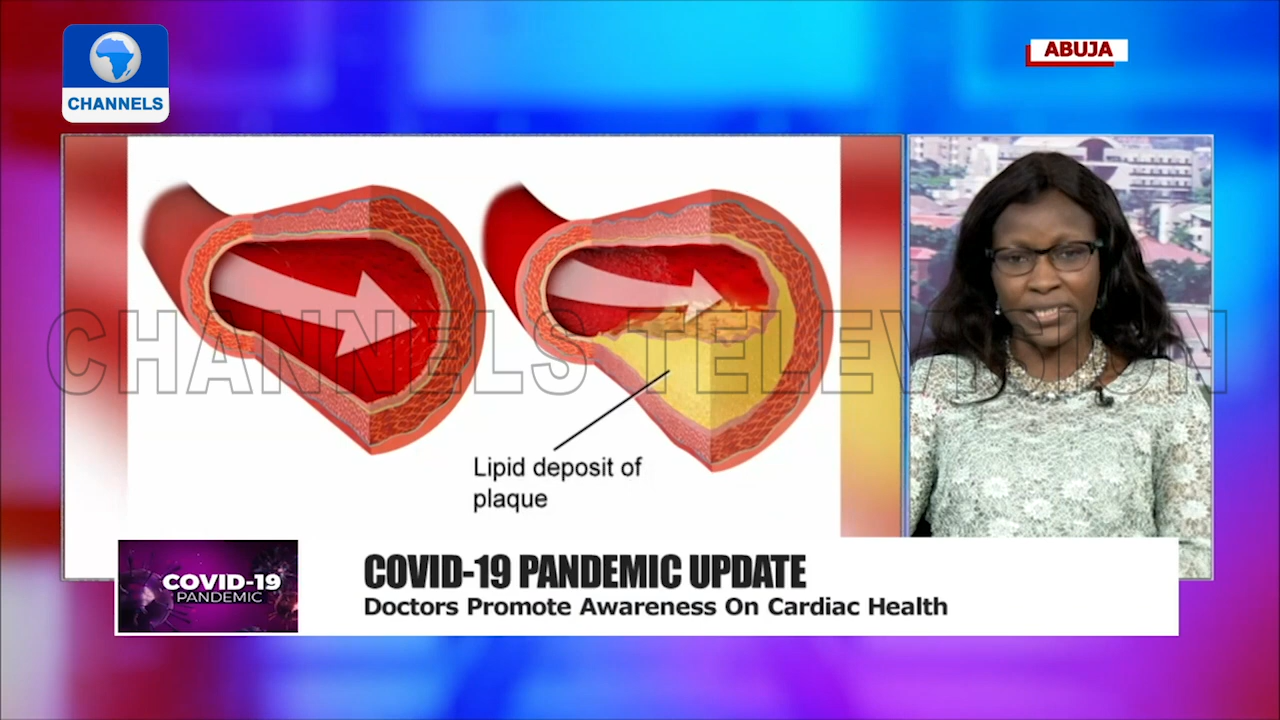 CHANNELS
ABUJA
CHANNELS TELEVISION
Lipid deposit of
plaque
COVID-19
PANDEMIC
COVID-19 PANDEMIC UPDATE
Doctors Promote Awareness On Cardiac Health